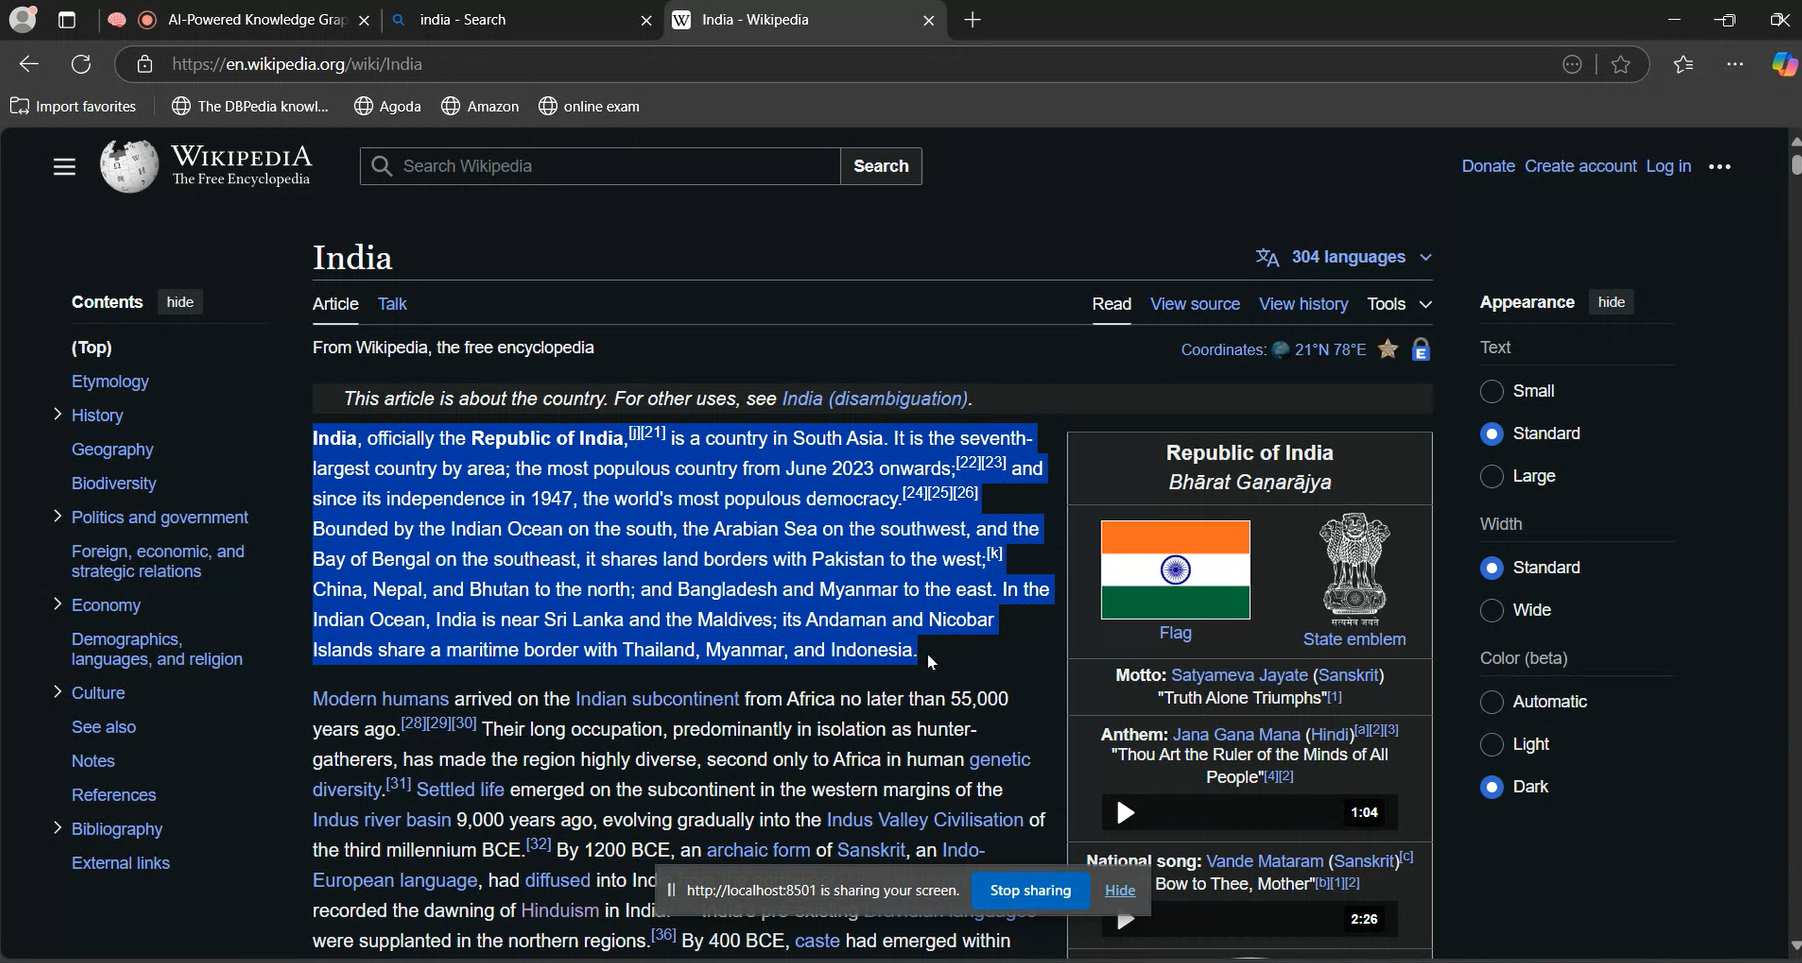 AI-Powered Knowledge Grap
india - Search
India - Wikipedia
https://en.wikipedia.org/wiki/India
Import favorites
The DBPedia knowl...
Agoda
Amazon
online exam
WIKIPEDIA
The Free Encyclopedia
Search Wikipedia
Search
Donate Create account Log in
India
304 languages
Contents hide
Article Talk
Read View source View history Tools
Appearance hide
(Top)
Etymology
History
Geography
Biodiversity
Politics and government
Foreign, economic, and
strategic relations
Economy
Demographics,
languages, and religion
Culture
See also
Notes
References
Bibliography
External links
From Wikipedia, the free encyclopedia
Coordinates: 21°N 78°E
E
This article is about the country. For other uses, see India (disambiguation).
India, officially the Republic of India,[j][21] is a country in South Asia. It is the seventh-
largest country by area; the most populous country from June 2023 onwards;[22][23] and
since its independence in 1947, the world's most populous democracy.[24][25][26]
Bounded by the Indian Ocean on the south, the Arabian Sea on the southwest, and the
Bay of Bengal on the southeast, it shares land borders with Pakistan to the west;[k]
China, Nepal, and Bhutan to the north; and Bangladesh and Myanmar to the east. In the
Indian Ocean, India is near Sri Lanka and the Maldives; its Andaman and Nicobar
Islands share a maritime border with Thailand, Myanmar, and Indonesia.
Modern humans arrived on the Indian subcontinent from Africa no later than 55,000
years ago.[28][29][30] Their long occupation, predominantly in isolation as hunter-
gatherers, has made the region highly diverse, second only to Africa in human genetic
diversity.[31] Settled life emerged on the subcontinent in the western margins of the
Indus river basin 9,000 years ago, evolving gradually into the Indus Valley Civilisation of
the third millennium BCE.[32] By 1200 BCE, an archaic form of Sanskrit, an Indo-
European language, had diffused into
recorded the dawning of Hinduism in
were supplanted in the northern regions.[36] By 400 BCE, caste had emerged within
Republic of India
Bhārat Gaṇarājya
सत्यमेव जयते
Flag
State emblem
Motto: Satyameva Jayate (Sanskrit)
"Truth Alone Triumphs"[1]
Anthem: Jana Gana Mana (Hindi)[a][2][3]
"Thou Art the Ruler of the Minds of All
People"[4][2]
1:04
National song: Vande Mataram (Sanskrit)[c]
Bow to Thee, Mother"[b][1][2]
2:26
Text
Small
Standard
Large
Width
Standard
Wide
Color (beta)
Automatic
Light
Dark
http://localhost:8501 is sharing your screen.
Stop sharing
Hide